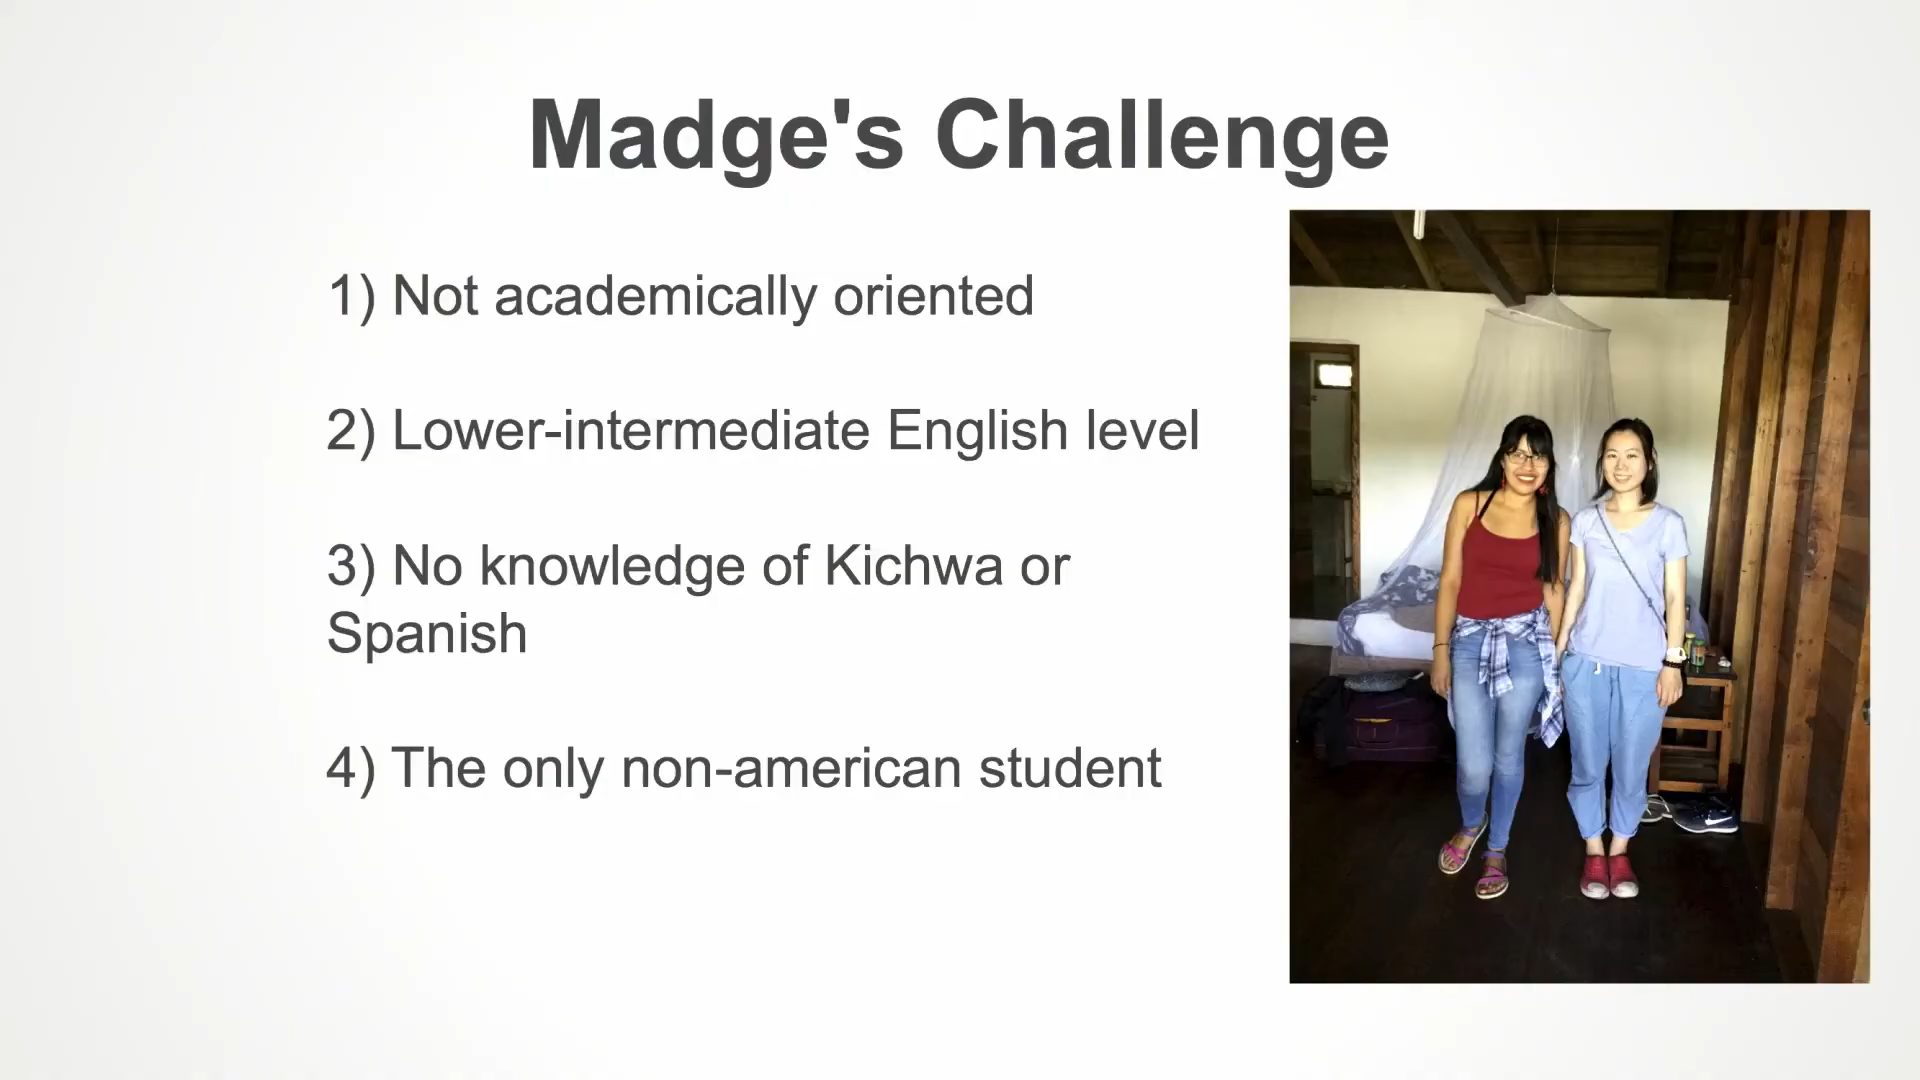 Madge's Challenge
1) Not academically oriented
2) Lower-intermediate English level
3) No knowledge of Kichwa or
Spanish
4) The only non-american student